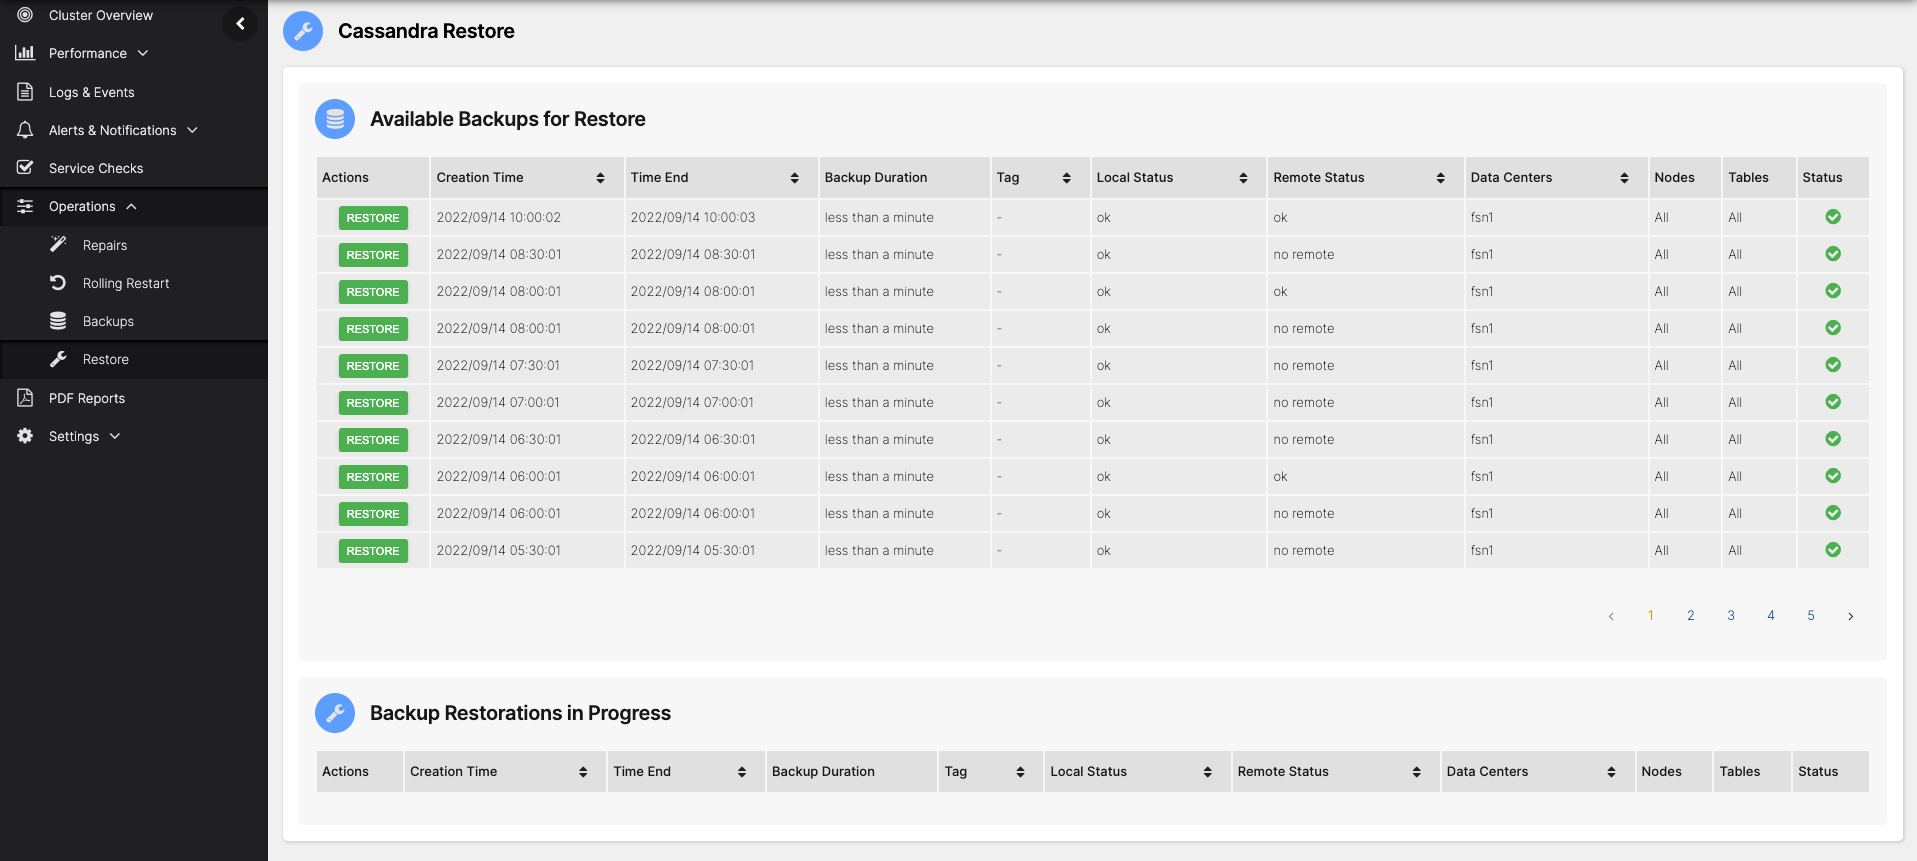 Cluster Overview
Performance
Logs & Events
Alerts & Notifications
Service Checks
Operations
Repairs
Rolling Restart
Backups
Restore
PDF Reports
Settings
Cassandra Restore
Available Backups for Restore
Actions Creation Time Time End Backup Duration Tag Local Status Remote Status Data Centers Nodes Tables Status
RESTORE 2022/09/14 10:00:02 2022/09/14 10:00:03 less than a minute - ok ok fsn1 All All
RESTORE 2022/09/14 08:30:01 2022/09/14 08:30:01 less than a minute - ok no remote fsn1 All All
RESTORE 2022/09/14 08:00:01 2022/09/14 08:00:01 less than a minute - ok ok fsn1 All All
RESTORE 2022/09/14 08:00:01 2022/09/14 08:00:01 less than a minute - ok no remote fsn1 All All
RESTORE 2022/09/14 07:30:01 2022/09/14 07:30:01 less than a minute - ok no remote fsn1 All All
RESTORE 2022/09/14 07:00:01 2022/09/14 07:00:01 less than a minute - ok no remote fsn1 All All
RESTORE 2022/09/14 06:30:01 2022/09/14 06:30:01 less than a minute - ok no remote fsn1 All All
RESTORE 2022/09/14 06:00:01 2022/09/14 06:00:01 less than a minute - ok ok fsn1 All All
RESTORE 2022/09/14 06:00:01 2022/09/14 06:00:01 less than a minute - ok no remote fsn1 All All
RESTORE 2022/09/14 05:30:01 2022/09/14 05:30:01 less than a minute - ok no remote fsn1 All All
< 1 2 3 4 5 >
Backup Restorations in Progress
Actions Creation Time Time End Backup Duration Tag Local Status Remote Status Data Centers Nodes Tables Status